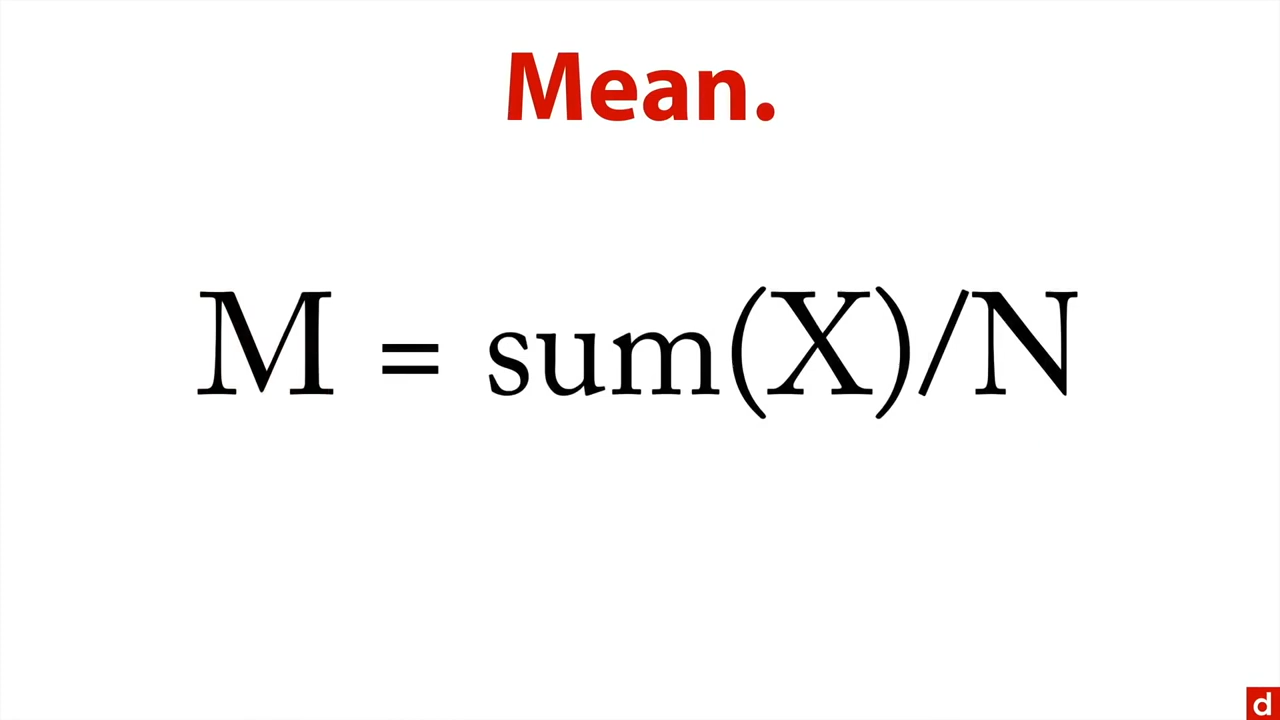 Mean.
M = sum(X)/N
d